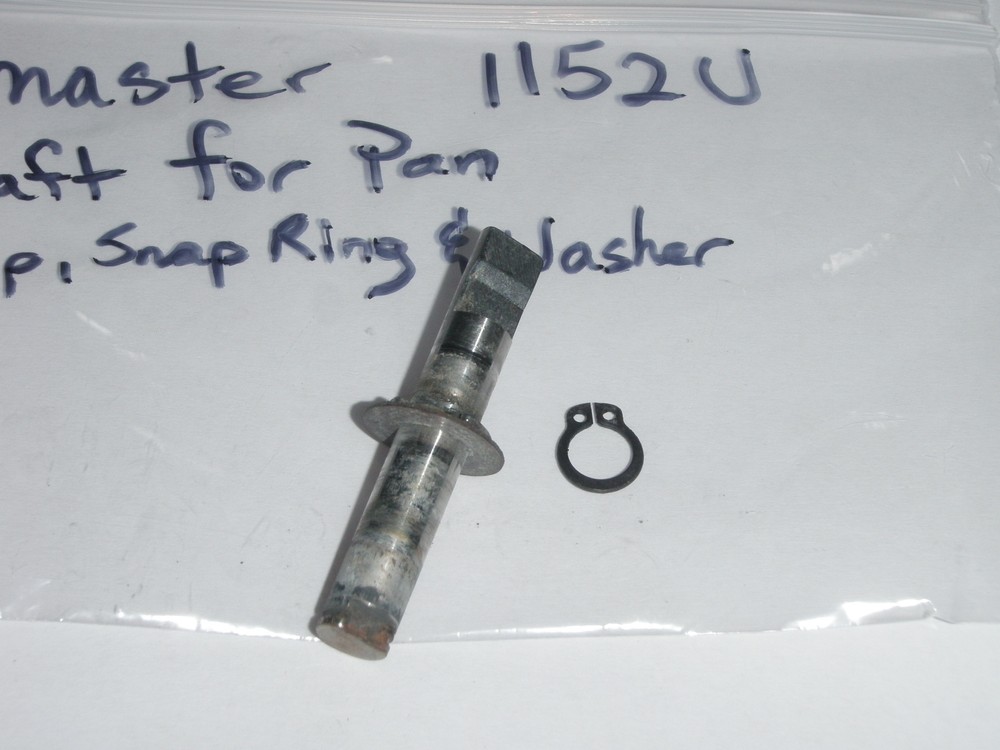 master 1152U
aft for Pan
p, Snap Ring & Washer